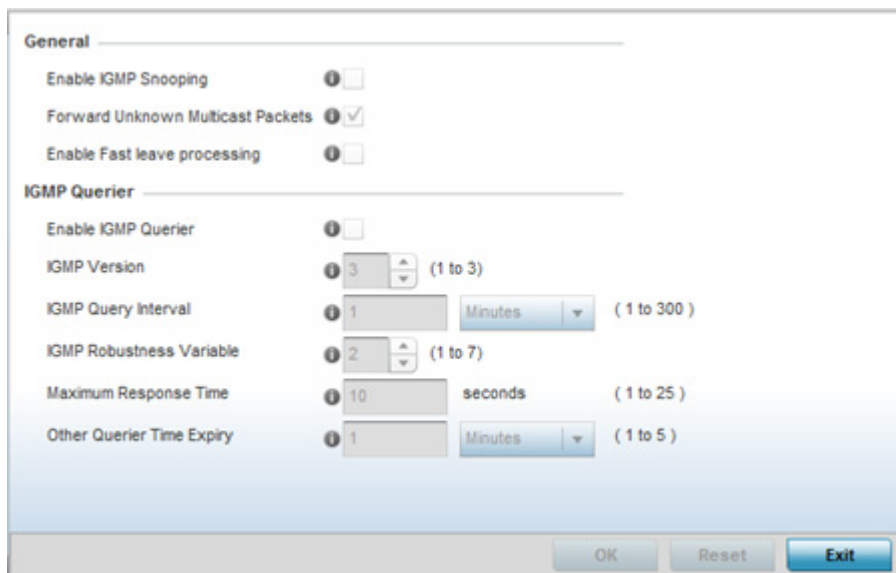 General
Enable IGMP Snooping
Forward Unknown Multicast Packets
Enable Fast leave processing
IGMP Querier
Enable IGMP Querier
IGMP Version 3 (1 to 3)
IGMP Query Interval 1 Minutes ( 1 to 300 )
IGMP Robustness Variable 2 (1 to 7)
Maximum Response Time 10 seconds ( 1 to 25 )
Other Querier Time Expiry 1 Minutes ( 1 to 5 )
OK Reset Exit